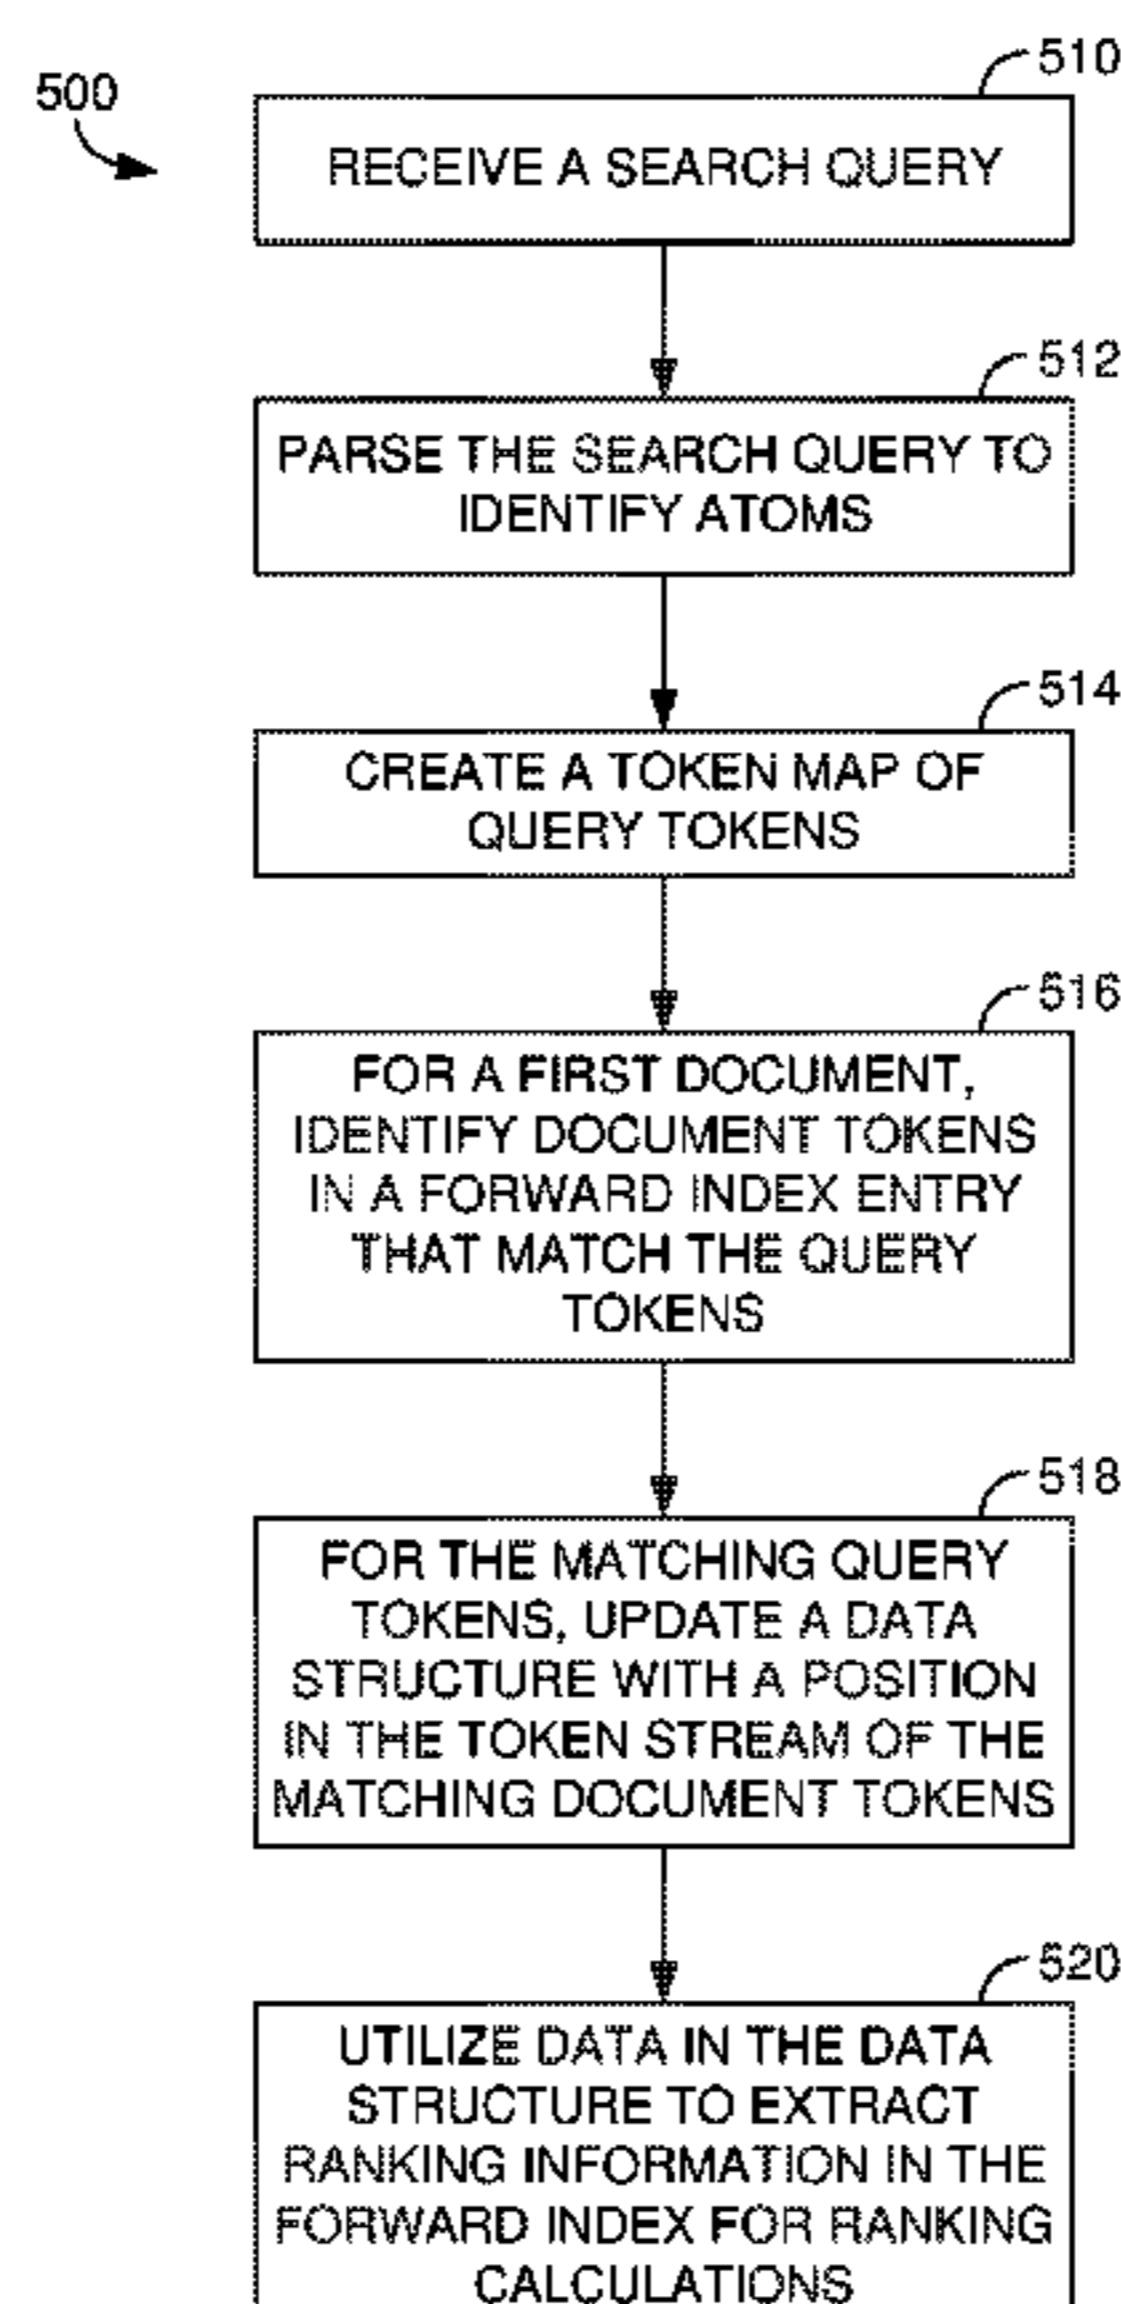 510
500
RECEIVE A SEARCH QUERY
512
PARSE THE SEARCH QUERY TO
IDENTIFY ATOMS
514
CREATE A TOKEN MAP OF
QUERY TOKENS
516
FOR A FIRST DOCUMENT,
IDENTIFY DOCUMENT TOKENS
IN A FORWARD INDEX ENTRY
THAT MATCH THE QUERY
TOKENS
518
FOR THE MATCHING QUERY
TOKENS, UPDATE A DATA
STRUCTURE WITH A POSITION
IN THE TOKEN STREAM OF THE
MATCHING DOCUMENT TOKENS
520
UTILIZE DATA IN THE DATA
STRUCTURE TO EXTRACT
RANKING INFORMATION IN THE
FORWARD INDEX FOR RANKING
CALCULATIONS